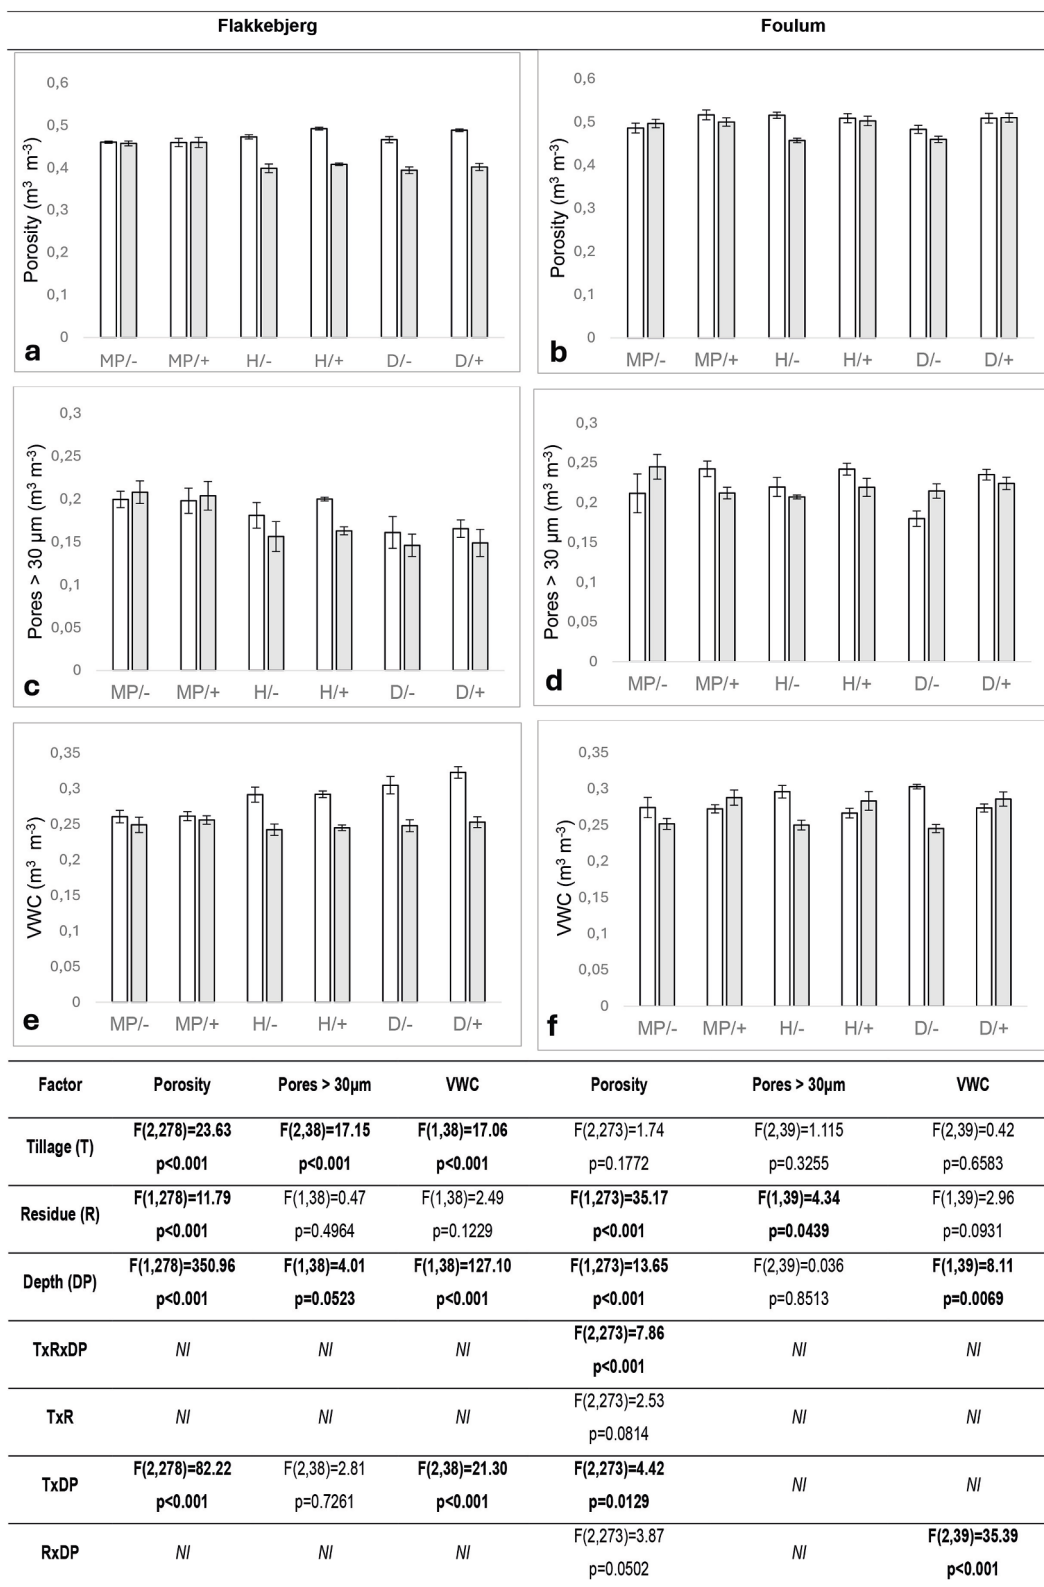 Flakkebjerg Foulum
Porosity (m³ m-³)
0,6
0,5
0,4
0,3
0,2
0,1
0
MP/- MP/+ H/- H/+ D/- D/+
a
Porosity (m³ m-³)
0,6
0,5
0,4
0,3
0,2
0,1
0
MP/- MP/+ H/- H/+ D/- D/+
b
Pores > 30 µm (m³ m-³)
0,3
0,25
0,2
0,15
0,1
0,05
0
MP/- MP/+ H/- H/+ D/- D/+
c
Pores > 30 µm (m³ m-³)
0,3
0,25
0,2
0,15
0,1
0,05
0
MP/- MP/+ H/- H/+ D/- D/+
d
VWC (m³ m-³)
0,35
0,3
0,25
0,2
0,15
0,1
0,05
0
MP/- MP/+ H/- H/+ D/- D/+
e
VWC (m³ m-³)
0,35
0,3
0,25
0,2
0,15
0,1
0,05
0
MP/- MP/+ H/- H/+ D/- D/+
f
Factor Porosity Pores > 30µm VWC Porosity Pores > 30µm VWC
Tillage (T)
F(2,278)=23.63 F(2,38)=17.15 F(1,38)=17.06 F(2,273)=1.74 F(2,39)=1.115 F(2,39)=0.42
p<0.001 p<0.001 p<0.001 p=0.1772 p=0.3255 p=0.6583
Residue (R)
F(1,278)=11.79 F(1,38)=0.47 F(1,38)=2.49 F(1,273)=35.17 F(1,39)=4.34 F(1,39)=2.96
p<0.001 p=0.4964 p=0.1229 p<0.001 p=0.0439 p=0.0931
Depth (DP)
F(1,278)=350.96 F(1,38)=4.01 F(1,38)=127.10 F(1,273)=13.65 F(2,39)=0.036 F(1,39)=8.11
p<0.001 p=0.0523 p<0.001 p<0.001 p=0.8513 p=0.0069
TxRxDP NI NI NI F(2,273)=7.86 NI NI
p<0.001
TxR NI NI NI F(2,273)=2.53 NI NI
p=0.0814
TxDP
F(2,278)=82.22 F(2,38)=2.81 F(2,38)=21.30 F(2,273)=4.42 NI NI
p<0.001 p=0.7261 p<0.001 p=0.0129
RxDP NI NI NI F(2,273)=3.87 NI F(2,39)=35.39
p=0.0502 p<0.001